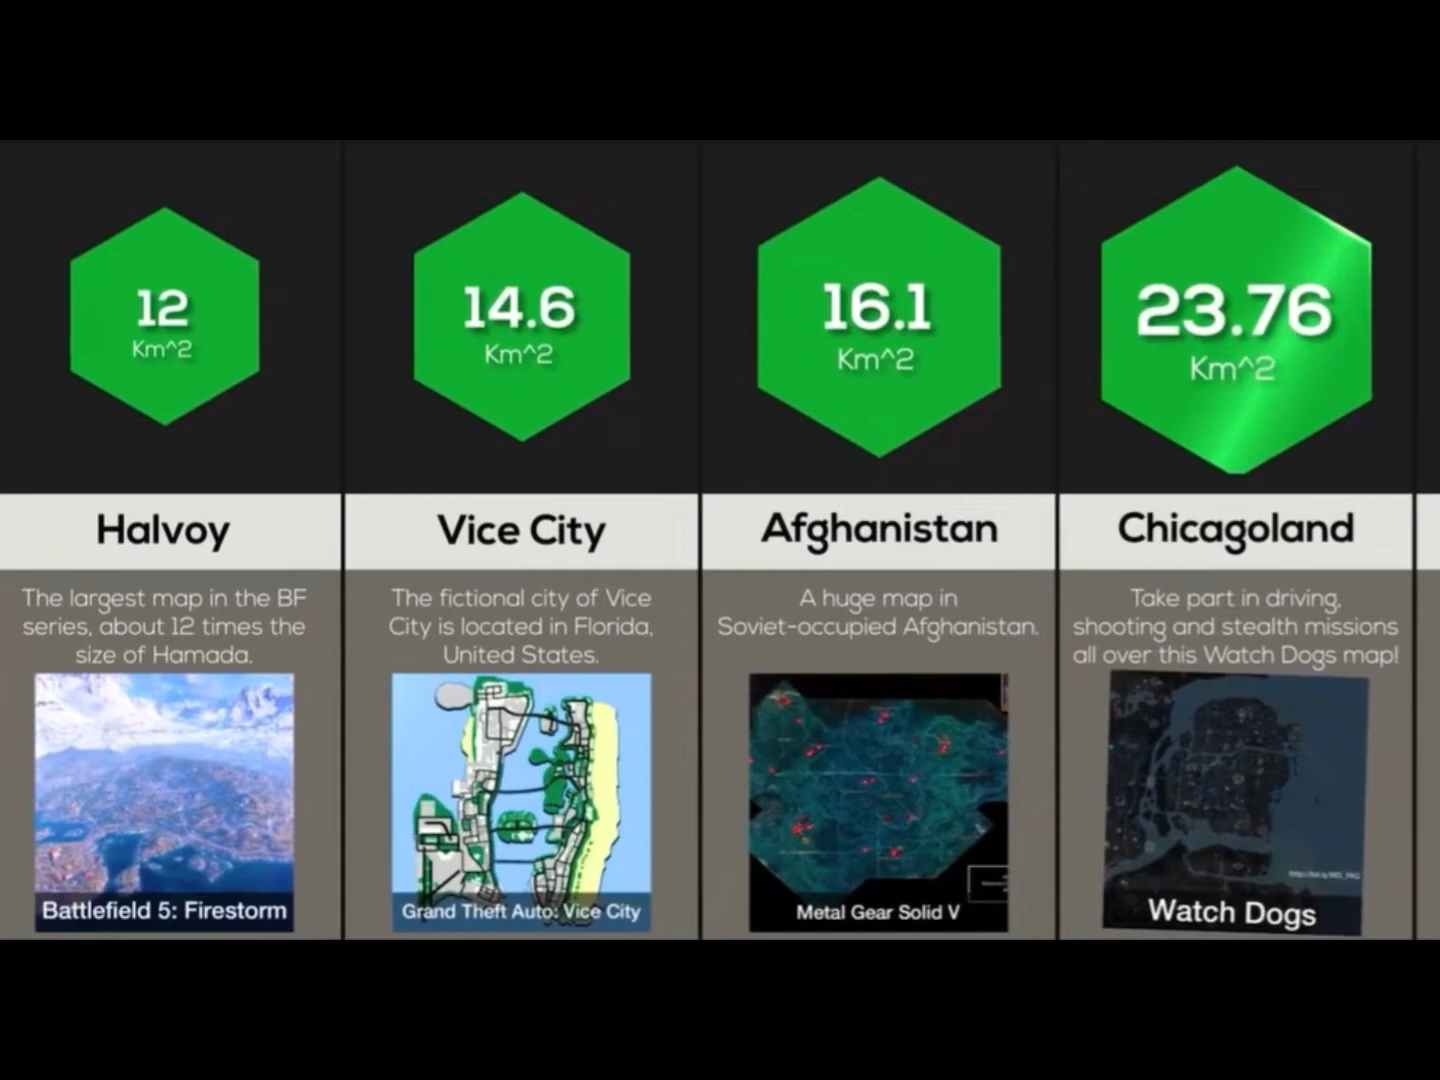 12
Km^2
14.6
Km^2
16.1
Km^2
23.76
Km^2
Halvoy
Vice City
Afghanistan
Chicagoland
The largest map in the BF
series, about 12 times the
size of Hamada.
The fictional city of Vice
City is located in Florida,
United States.
A huge map in
Soviet-occupied Afghanistan.
Take part in driving,
shooting and stealth missions
all over this Watch Dogs map!
Battlefield 5: Firestorm
Grand Theft Auto: Vice City
Metal Gear Solid V
Watch Dogs